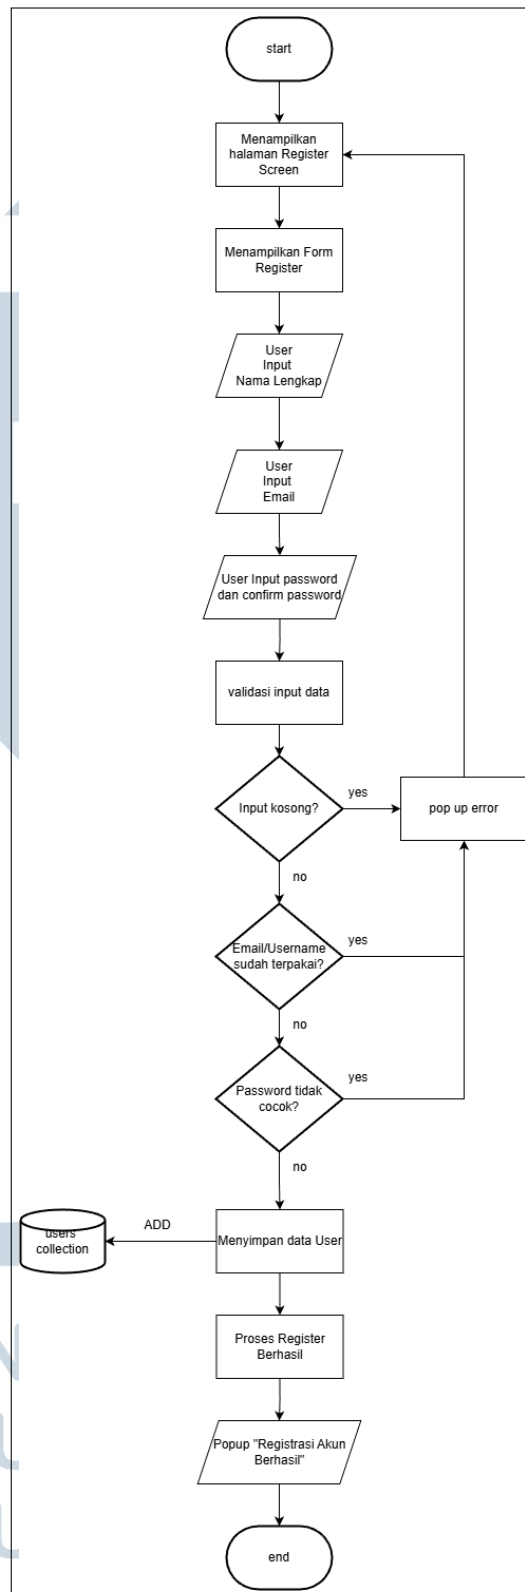 start
Menampilkan
halaman Register
Screen
Menampilkan Form
Register
User
Input
Nama Lengkap
User
Input
Email
User Input password
dan confirm password
validasi input data
Input kosong?
yes
pop up error
no
Email/Username
sudah terpakai?
yes
no
Password tidak
cocok?
yes
no
Menyimpan data User
ADD
users
collection
Proses Register
Berhasil
Popup "Registrasi Akun
Berhasil"
end